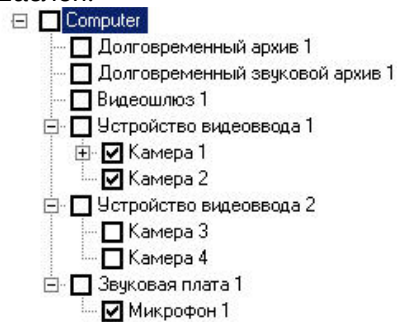 Computer
Долговременный архив 1
Долговременный звуковой архив 1
Видеошлюз 1
Устройство видеоввода 1
Камера 1
Камера 2
Устройство видеоввода 2
Камера 3
Камера 4
Звуковая плата 1
Микрофон 1